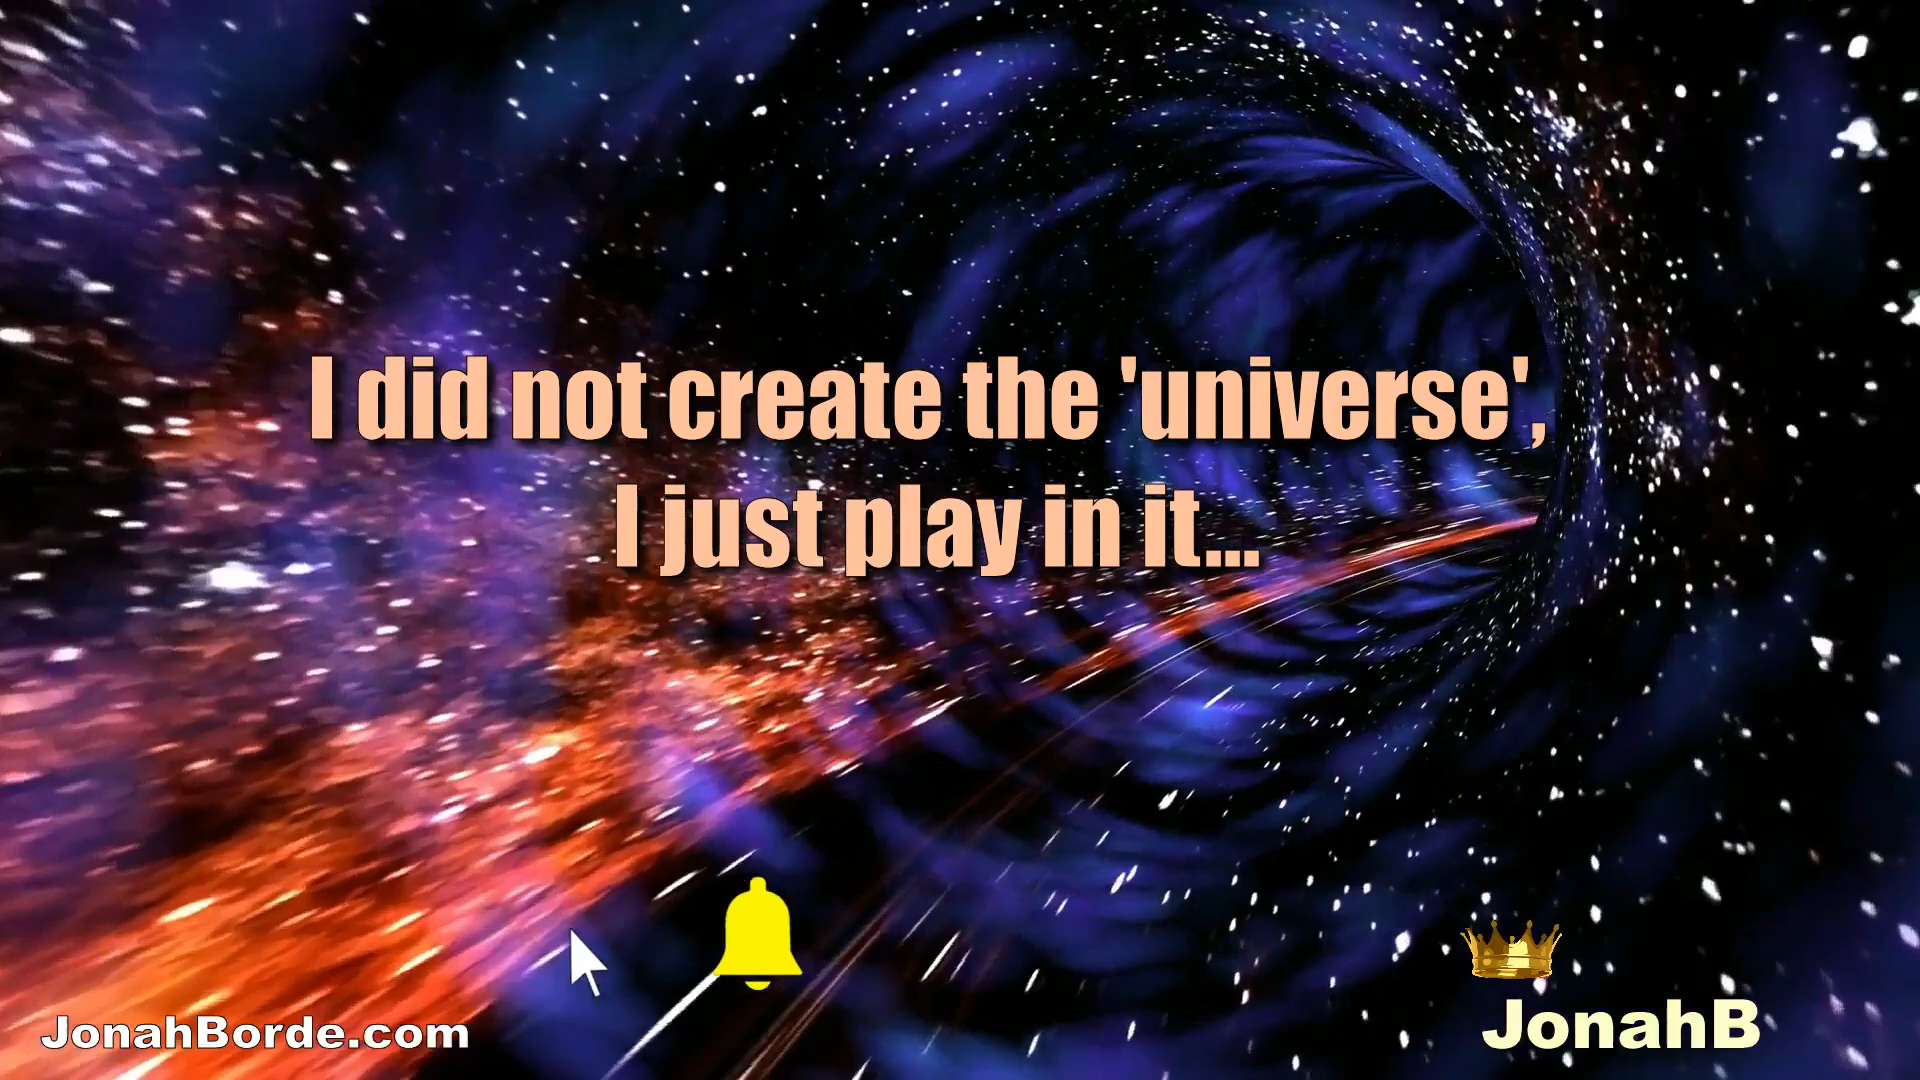 I did not create the 'universe',
I just play in it...
JonahBorde.com
JonahB